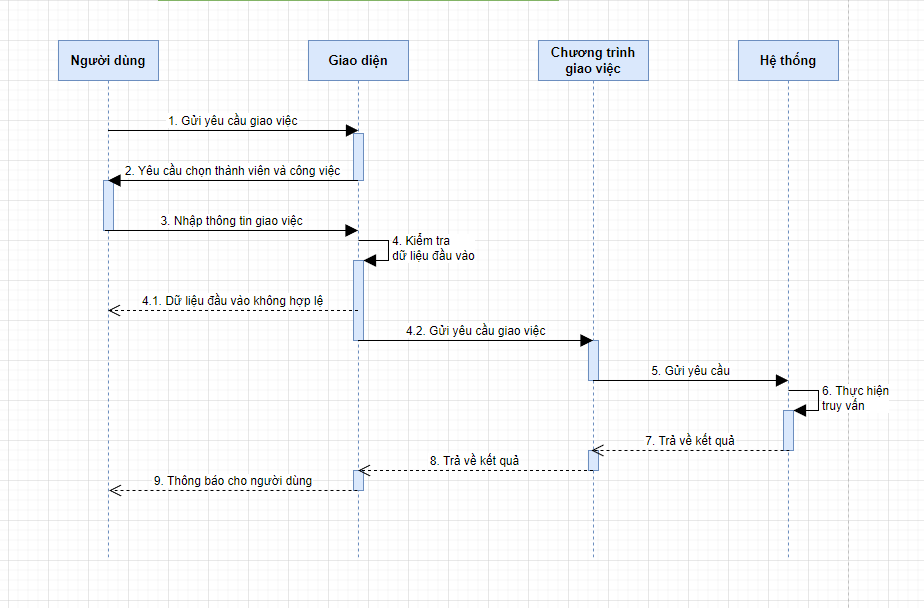 Người dùng
Giao diện
Chương trình
giao việc
Hệ thống
1. Gửi yêu cầu giao việc
2. Yêu cầu chọn thành viên và công việc
3. Nhập thông tin giao việc
4. Kiểm tra
dữ liệu đầu vào
4.1. Dữ liệu đầu vào không hợp lệ
4.2. Gửi yêu cầu giao việc
5. Gửi yêu cầu
6. Thực hiện
truy vấn
7. Trả về kết quả
8. Trả về kết quả
9. Thông báo cho người dùng